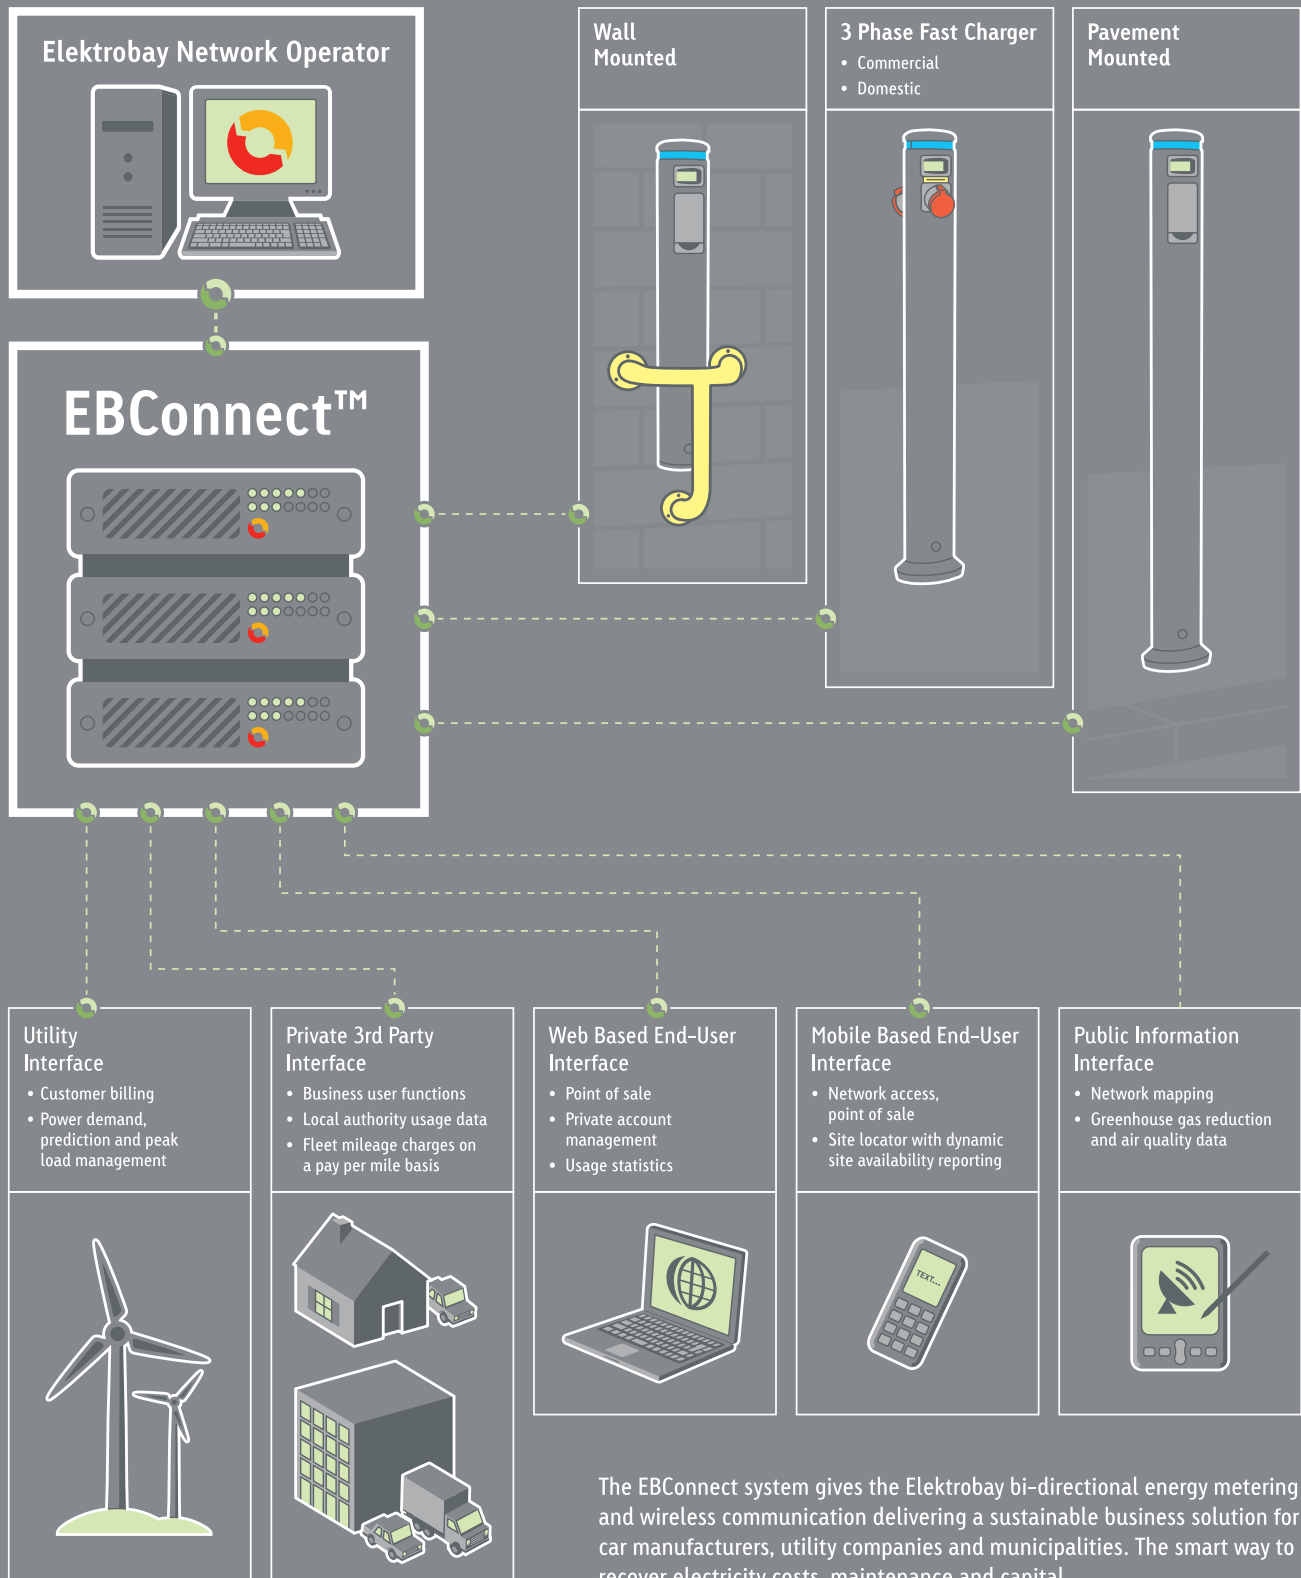 Elektrobay Network Operator
Wall
Mounted
3 Phase Fast Charger
• Commercial
• Domestic
Pavement
Mounted
EBConnect™
Utility
Interface
• Customer billing
• Power demand,
prediction and peak
load management
Private 3rd Party
Interface
• Business user functions
• Local authority usage data
• Fleet mileage charges on
a pay per mile basis
Web Based End-User
Interface
• Point of sale
• Private account
management
• Usage statistics
Mobile Based End-User
Interface
• Network access,
point of sale
• Site locator with dynamic
site availability reporting
Public Information
Interface
• Network mapping
• Greenhouse gas reduction
and air quality data
TEXT...
The EBConnect system gives the Elektrobay bi-directional energy metering
and wireless communication delivering a sustainable business solution for
car manufacturers, utility companies and municipalities. The smart way to
recover electricity costs, maintenance and capital